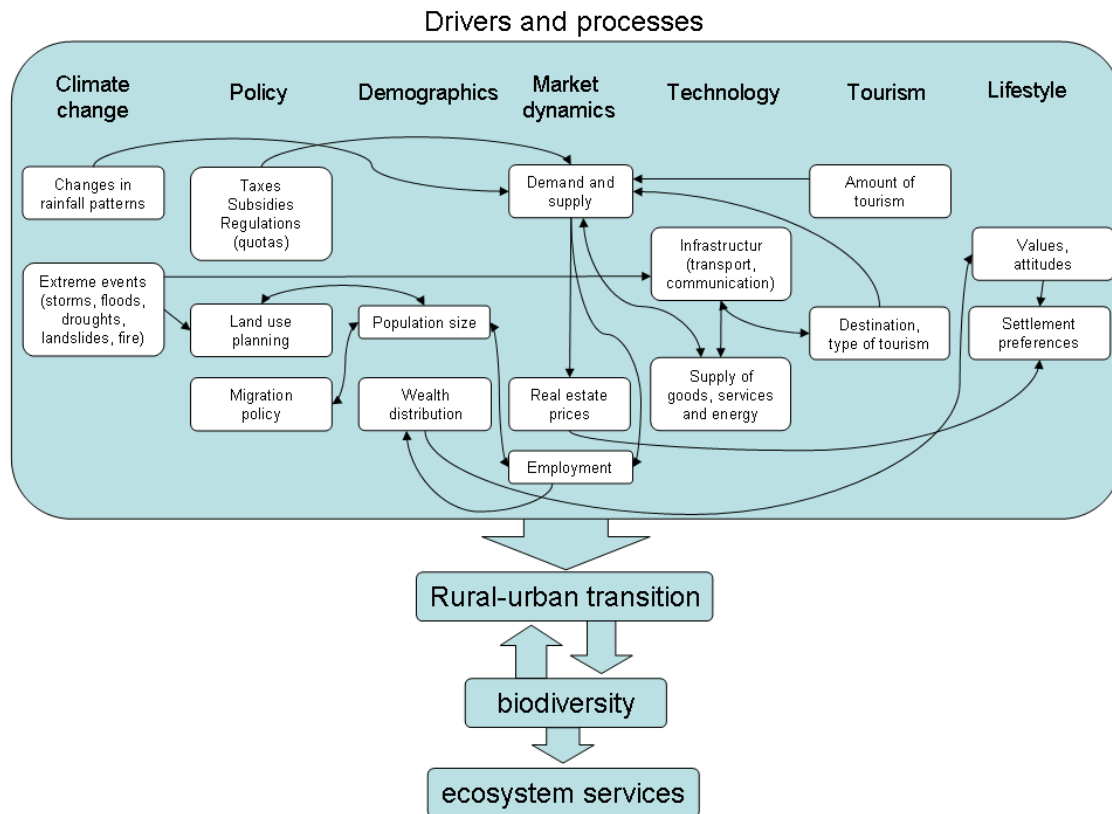 Drivers and processes
Climate
change
Policy
Demographics
Market
dynamics
Technology
Tourism
Lifestyle
Changes in
rainfall patterns
Taxes
Subsidies
Regulations
(quotas)
Demand and
supply
Amount of
tourism
Extreme events
(storms, floods,
droughts,
landslides, fire)
Land use
planning
Population size
Infrastructur
(transport,
communication)
Destination,
type of tourism
Values,
attitudes
Settlement
preferences
Migration
policy
Wealth
distribution
Real estate
prices
Supply of
goods, services
and energy
Employment
Rural-urban transition
biodiversity
ecosystem services